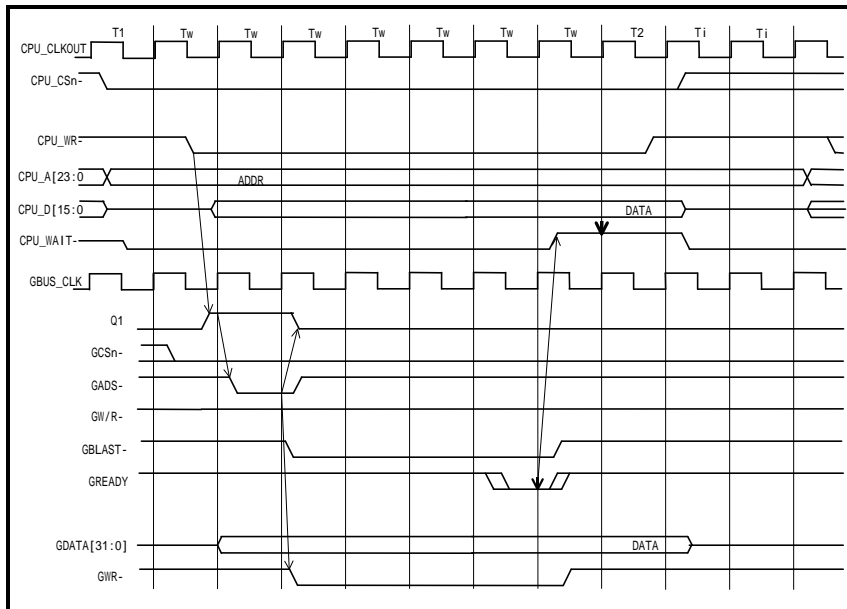 T1 Tw Tw Tw Tw Tw Tw Tw T2 Ti Ti
CPU_CLKOUT
CPU_CSn-
CPU_WR-
CPU_A[23:0
ADDR
CPU_D[15:0
DATA
CPU_WAIT-
GBUS_CLK
Q1
GCSn-
GADS-
GW/R-
GBLAST-
GREADY
GDATA[31:0]
DATA
GWR-